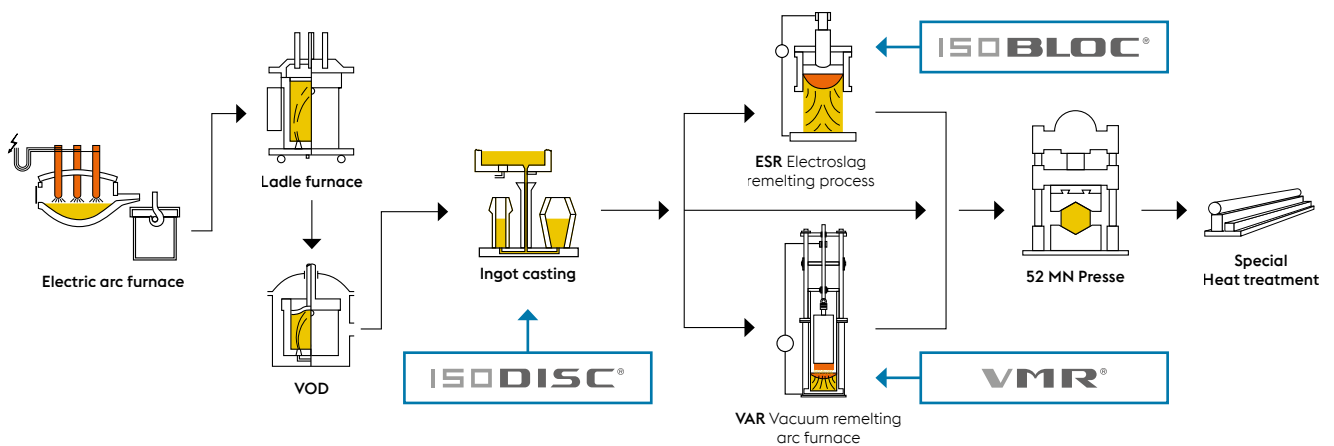 Electric arc furnace
Ladle furnace
VOD
Ingot casting
ISODISC®
ESR Electroslag
remelting process
ISOBLOC®
VAR Vacuum remelting
arc furnace
VMR®
52 MN Presse
Special
Heat treatment